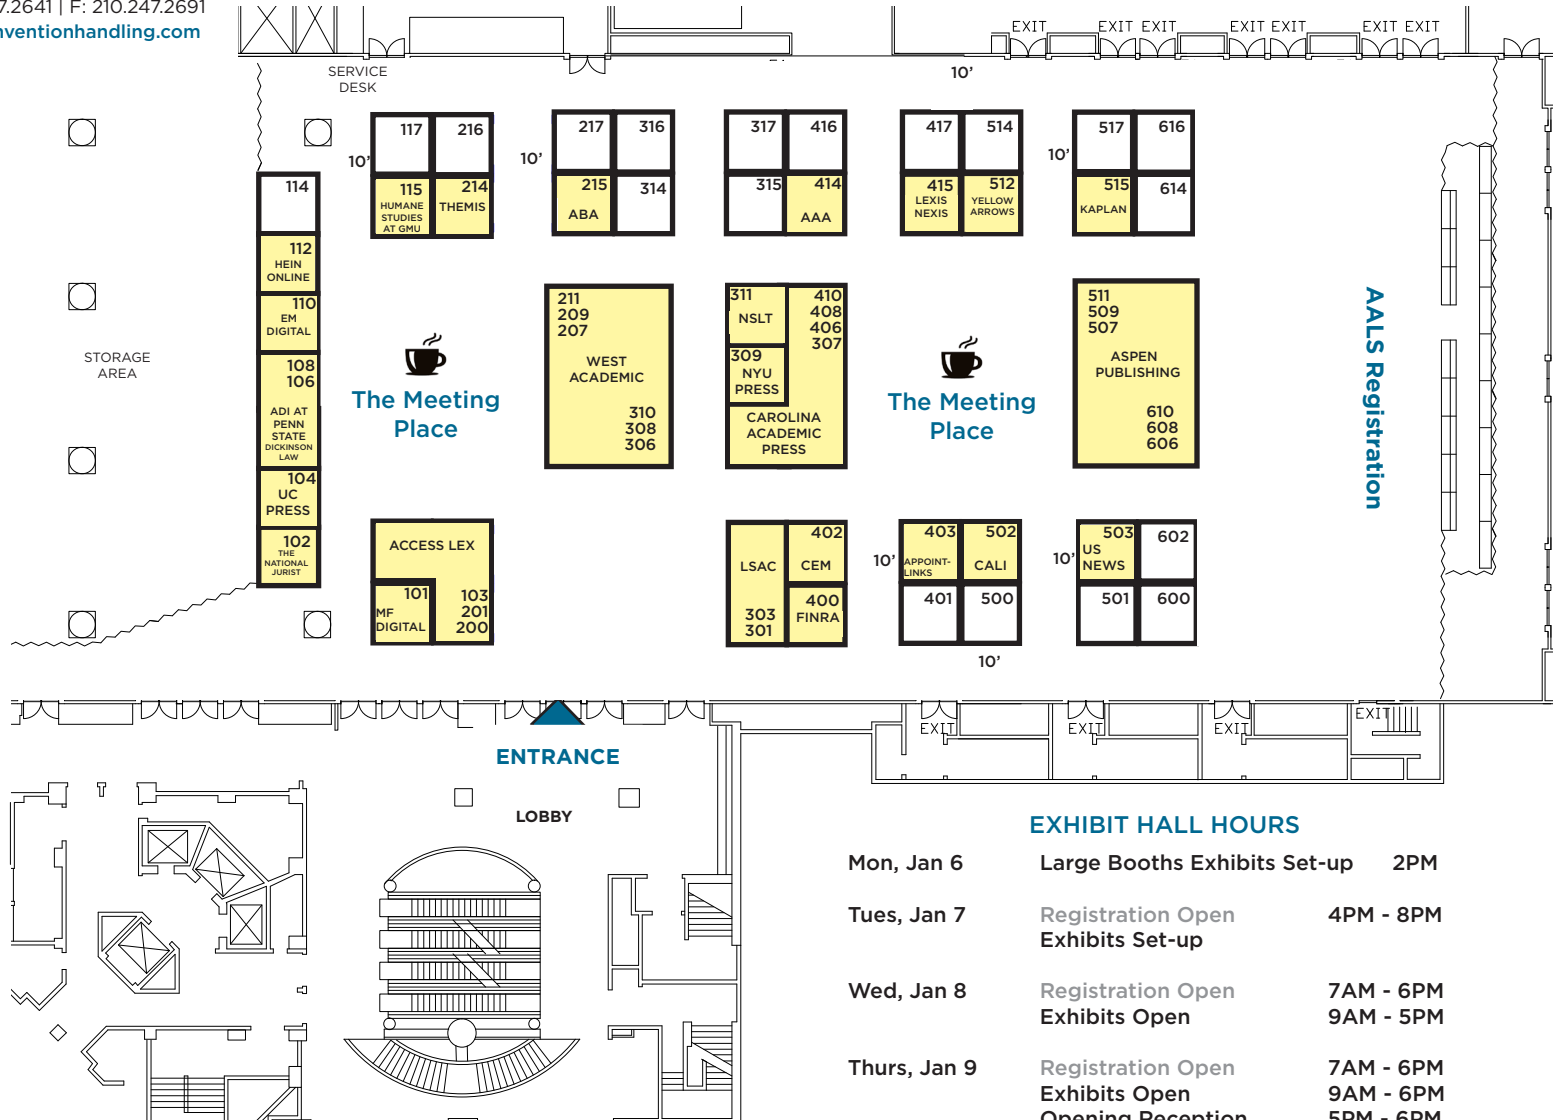 7.2641 | F: 210.247.2691
nventionhandling.com
EXIT
EXIT EXIT
EXIT EXIT
EXIT EXIT
SERVICE
DESK
10'
117
216
10'
115
HUMANE
STUDIES
AT GMU
214
THEMIS
217
316
10'
215
ABA
314
317
416
315
414
AAA
417
514
415
LEXIS
NEXIS
512
YELLOW
ARROWS
10'
517
616
515
KAPLAN
614
114
112
HEIN
ONLINE
110
EM
DIGITAL
108
106
ADI AT
PENN
STATE
DICKINSON
LAW
104
UC
PRESS
102
THE
NATIONAL
JURIST
STORAGE
AREA
The Meeting
Place
211
209
207
WEST
ACADEMIC
310
308
306
311
NSLT
309
NYU
PRESS
410
408
406
307
CAROLINA
ACADEMIC
PRESS
The Meeting
Place
511
509
507
ASPEN
PUBLISHING
610
608
606
AALS Registration
ACCESS LEX
101
MF
DIGITAL
103
201
200
LSAC
303
301
402
CEM
400
FINRA
10'
403
APPOINT-
LINKS
502
CALI
401
500
10'
10'
503
US
NEWS
602
501
600
EXIT
EXIT
EXIT
EXIT
ENTRANCE
LOBBY
EXHIBIT HALL HOURS
Mon, Jan 6 Large Booths Exhibits Set-up 2PM
Tues, Jan 7 Registration Open 4PM - 8PM
Exhibits Set-up
Wed, Jan 8 Registration Open 7AM - 6PM
Exhibits Open 9AM - 5PM
Thurs, Jan 9 Registration Open 7AM - 6PM
Exhibits Open 9AM - 6PM
Opening Reception 5PM - 6PM